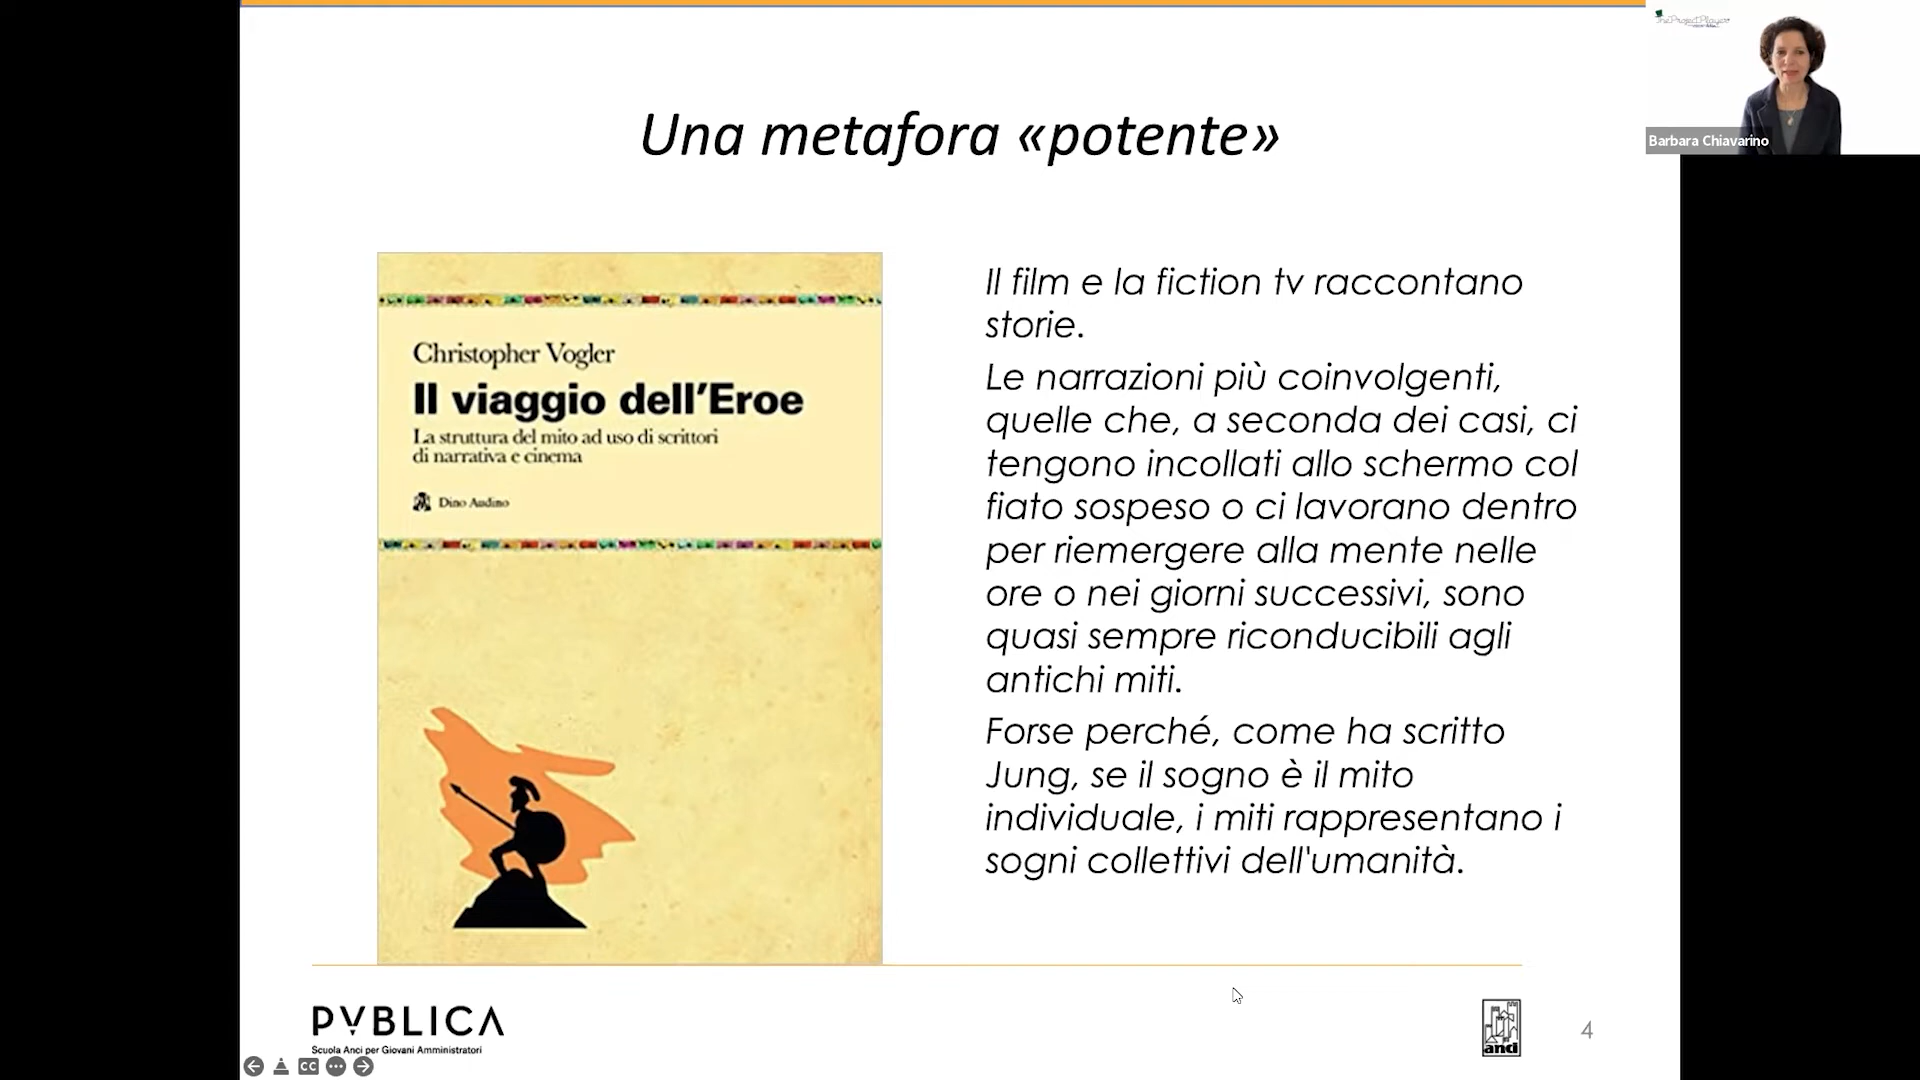 Una metafora «potente»
TheProjectPlayer
Barbara Chiavarino
Christopher Vogler
Il viaggio dell'Eroe
La struttura del mito ad uso di scrittori
di narrativa e cinema
Dino Audino
Il film e la fiction tv raccontano
storie.
Le narrazioni più coinvolgenti,
quelle che, a seconda dei casi, ci
tengono incollati allo schermo col
fiato sospeso o ci lavorano dentro
per riemergere alla mente nelle
ore o nei giorni successivi, sono
quasi sempre riconducibili agli
antichi miti.
Forse perché, come ha scritto
Jung, se il sogno è il mito
individuale, i miti rappresentano i
sogni collettivi dell'umanità.
PVBLICA
Scuola Anci per Giovani Amministratori
anci
4
CC